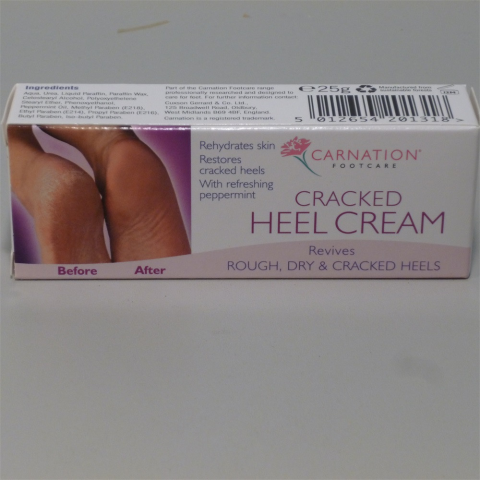 Ingredients
Aqua, Urea, Liquid Paraffin, Paraffin Wax,
Cetostearyl Alcohol, Polyoxyethylene
Stearyl Ether, Phenoxyethanol,
Peppermint Oil, Methyl Paraben (E218),
Ethyl Paraben (E214), Propyl Paraben (E216),
Butyl Paraben, Iso-butyl Paraben.
Part of the Carnation Footcare range
professionally researched and designed to
care for feet. For further information contact:
Cuxson Gerrard & Co. Ltd.,
125 Broadwell Road, Oldbury,
West Midlands B69 4BF, England.
Carnation is a registered trademark.
e 25g
Manufactured from
Sustainable Forests
5 012654 201318 >
Rehydrates skin
Restores
cracked heels
With refreshing
peppermint
CARNATION
FOOTCARE
CRACKED
HEEL CREAM
Revives
ROUGH, DRY & CRACKED HEELS
Before After